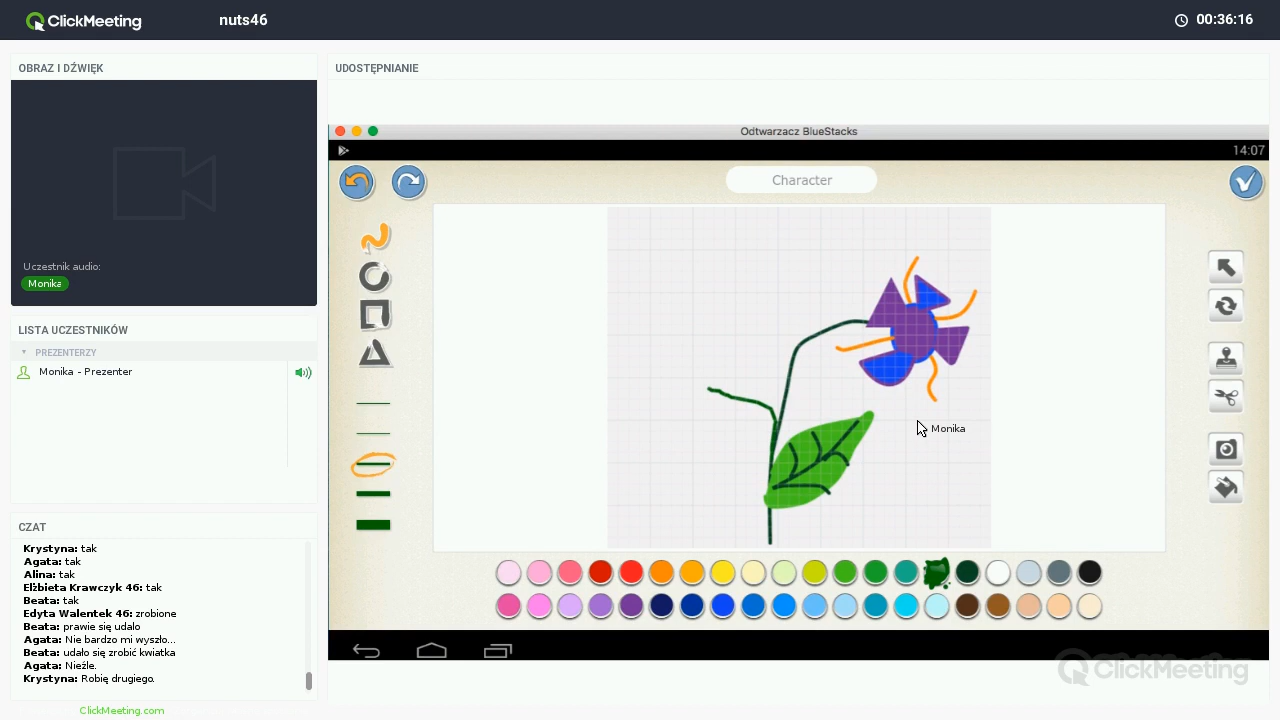 ClickMeeting
nuts46
00:36:16
OBRAZ I DŹWIĘK
UDOSTĘPNIANIE
Odtwarzacz BlueStacks
14:07
Character
Uczestnik audio:
Monika
LISTA UCZESTNIKÓW
PREZENTERZY
Monika - Prezenter
Monika
CZAT
Krystyna: tak
Agata: tak
Alina: tak
Elżbieta Krawczyk 46: tak
Beata: tak
Edyta Walentek 46: zrobione
Beata: prawie się udalo
Agata: Nie bardzo mi wyszło...
Beata: udało się zrobić kwiatka
Agata: Nieźle.
Krystyna: Robię drugiego.
ClickMeeting
ClickMeeting.com